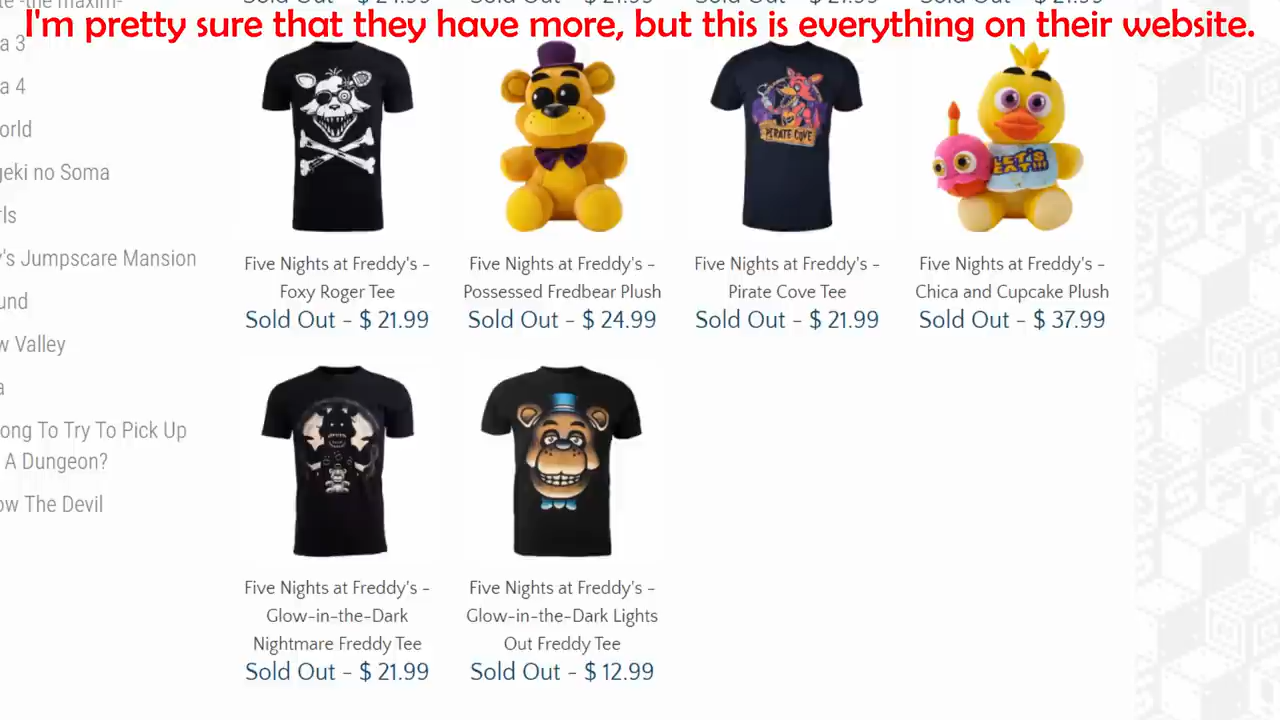 I'm pretty sure that they have more, but this is everything on their website.
a 3
a 4
orld
geki no Soma
rls
y's Jumpscare Mansion
und
w Valley
a
ong To Try To Pick Up
A Dungeon?
ow The Devil
PIRATE COVE
LET'S
EAT!!!
Five Nights at Freddy's -
Foxy Roger Tee
Sold Out - $ 21.99
Five Nights at Freddy's -
Possessed Fredbear Plush
Sold Out - $ 24.99
Five Nights at Freddy's -
Pirate Cove Tee
Sold Out - $ 21.99
Five Nights at Freddy's -
Chica and Cupcake Plush
Sold Out - $ 37.99
Five Nights at Freddy's -
Glow-in-the-Dark
Nightmare Freddy Tee
Sold Out - $ 21.99
Five Nights at Freddy's -
Glow-in-the-Dark Lights
Out Freddy Tee
Sold Out - $ 12.99